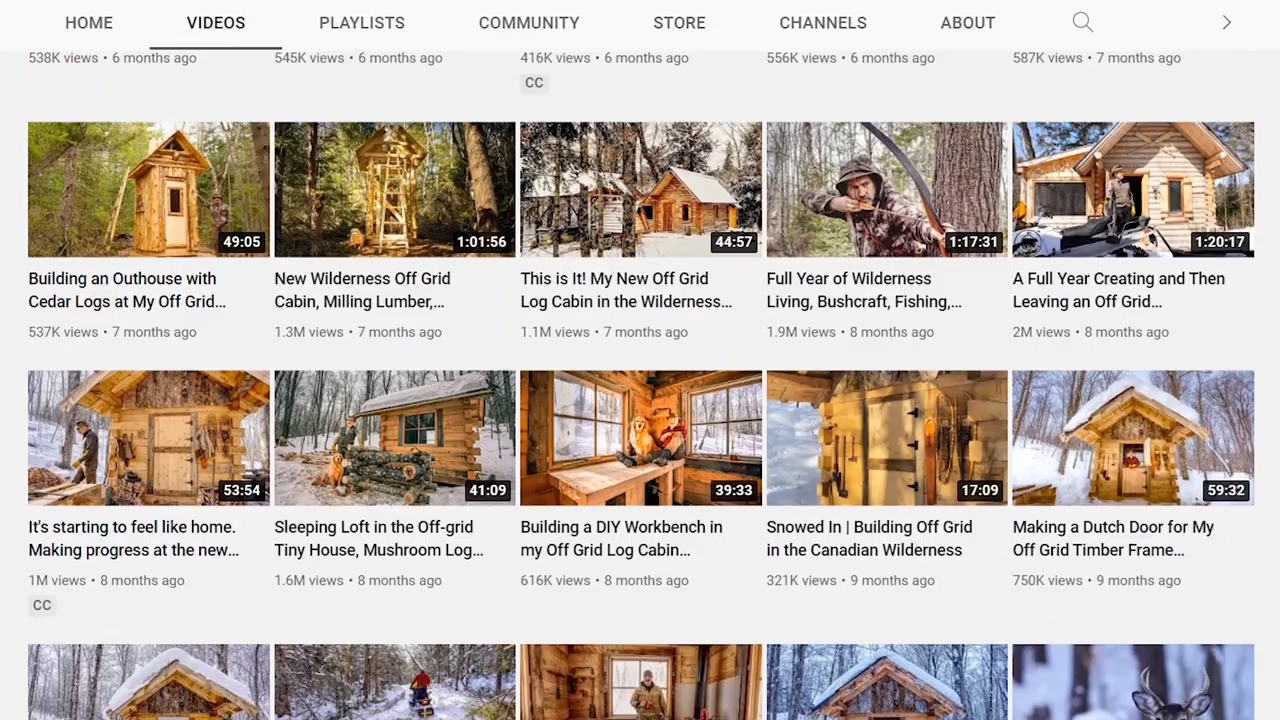 HOME VIDEOS PLAYLISTS COMMUNITY STORE CHANNELS ABOUT
538K views • 6 months ago
545K views • 6 months ago
416K views • 6 months ago
CC
556K views • 6 months ago
587K views • 7 months ago
49:05
Building an Outhouse with
Cedar Logs at My Off Grid...
537K views • 7 months ago
1:01:56
New Wilderness Off Grid
Cabin, Milling Lumber,...
1.3M views • 7 months ago
44:57
This is It! My New Off Grid
Log Cabin in the Wilderness...
1.1M views • 7 months ago
1:17:31
Full Year of Wilderness
Living, Bushcraft, Fishing,...
1.9M views • 8 months ago
1:20:17
A Full Year Creating and Then
Leaving an Off Grid...
2M views • 8 months ago
53:54
It's starting to feel like home.
Making progress at the new...
1M views • 8 months ago
CC
41:09
Sleeping Loft in the Off-grid
Tiny House, Mushroom Log...
1.6M views • 8 months ago
39:33
Building a DIY Workbench in
my Off Grid Log Cabin...
616K views • 8 months ago
17:09
Snowed In | Building Off Grid
in the Canadian Wilderness
321K views • 9 months ago
59:32
Making a Dutch Door for My
Off Grid Timber Frame...
750K views • 9 months ago